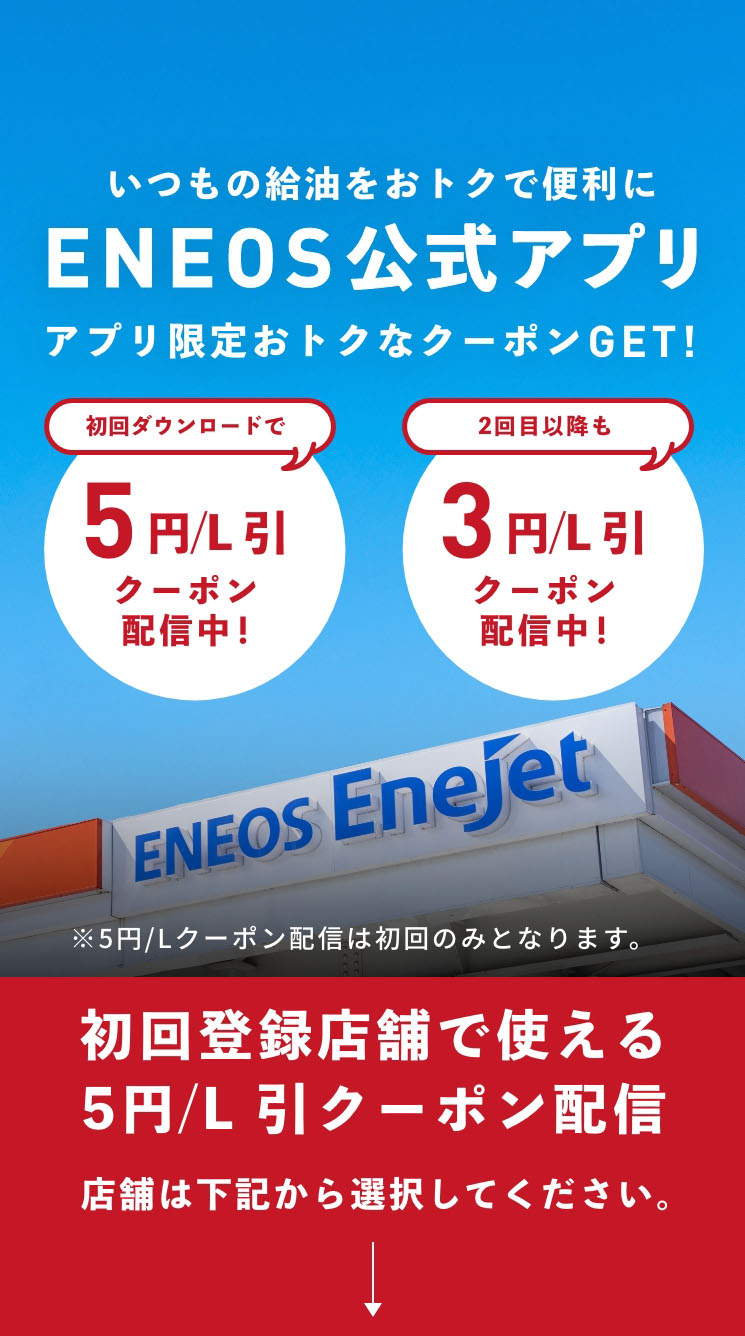 いつもの給油をおトクで便利に
ENEOS公式アプリ
アプリ限定おトクなクーポンGET!
初回ダウンロードで
5円/L引
クーポン
配信中!
2回目以降も
3円/L引
クーポン
配信中!
ENEOS Enejet
※5円/Lクーポン配信は初回のみとなります。
初回登録店舗で使える
5円/L 引クーポン配信
店舗は下記から選択してください。